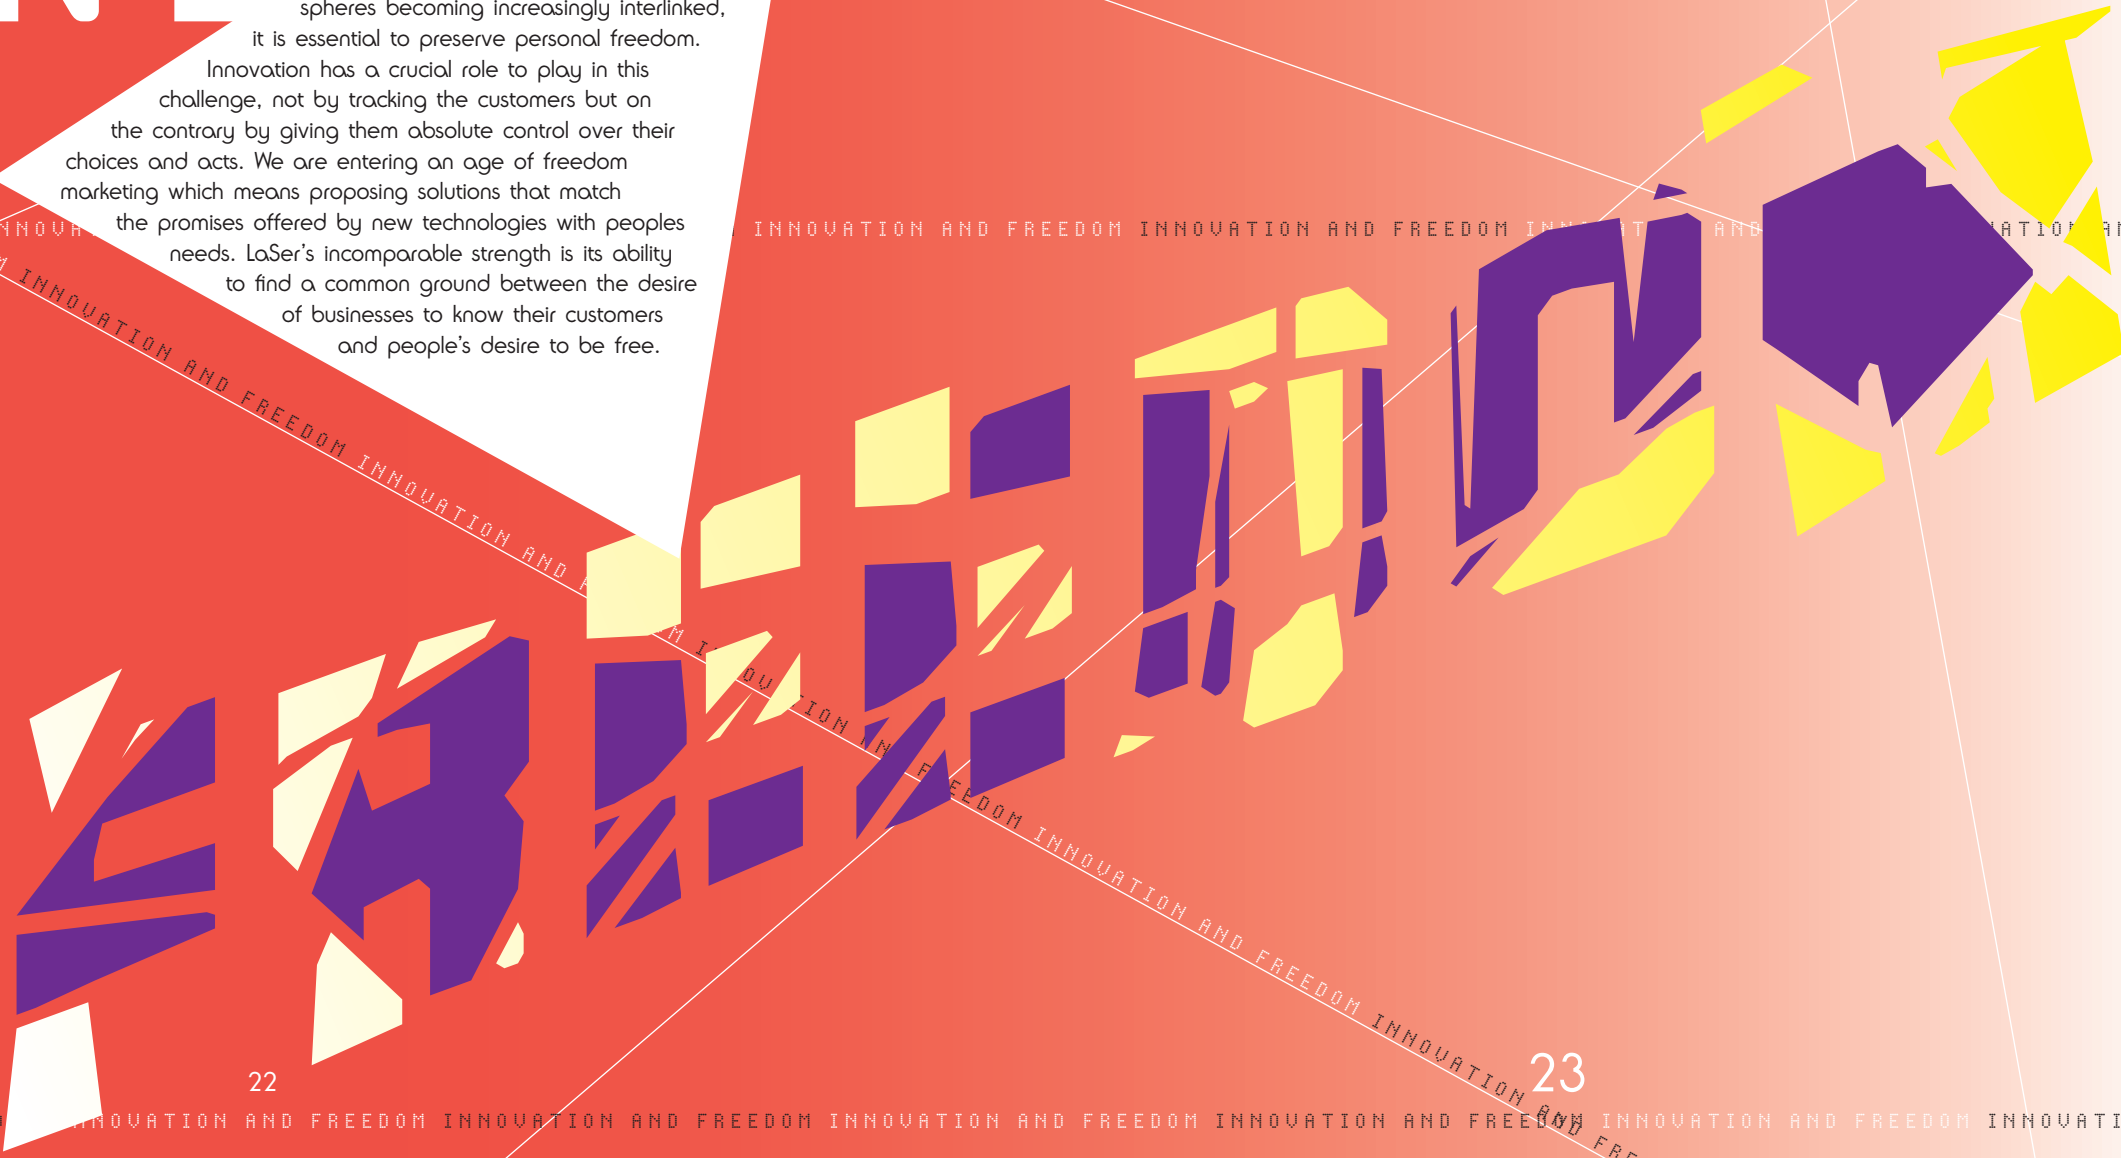 spheres becoming increasingly interlinked,
it is essential to preserve personal freedom.
Innovation has a crucial role to play in this
challenge, not by tracking the customers but on
the contrary by giving them absolute control over their
choices and acts. We are entering an age of freedom
marketing which means proposing solutions that match
the promises offered by new technologies with peoples
needs. LaSer's incomparable strength is its ability
to find a common ground between the desire
of businesses to know their customers
and people's desire to be free.
INNOVATION AND FREEDOM INNOVATION AND FREEDOM
INNOVATION AND FREEDOM INNOVATION AND FREEDOM INNOVATION AND FREEDOM INNOVATION AND FREEDOM INNOVATION AND
22
23
INNOVATION AND FREEDOM INNOVATION AND FREEDOM INNOVATION AND FREEDOM INNOVATION AND FREEDOM INNOVATION AND FREEDOM